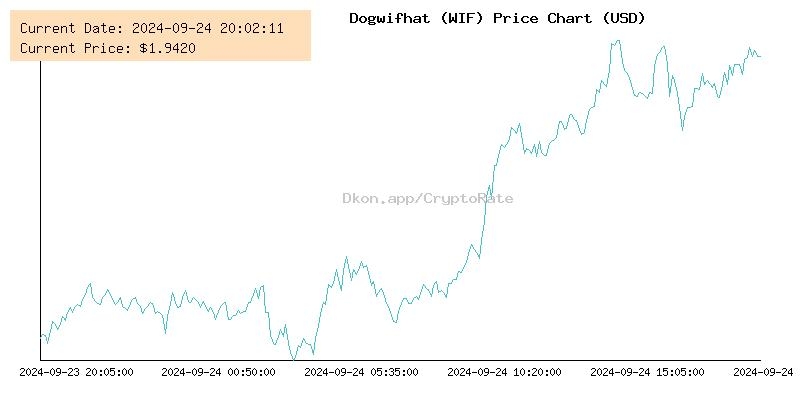 Dogwifhat (WIF) Price Chart (USD)
Current Date: 2024-09-24 20:02:11
Current Price: $1.9420
Dkon.app/CryptoRate
2024-09-23 20:05:00 2024-09-24 00:50:00 2024-09-24 05:35:00 2024-09-24 10:20:00 2024-09-24 15:05:00 2024-09-24